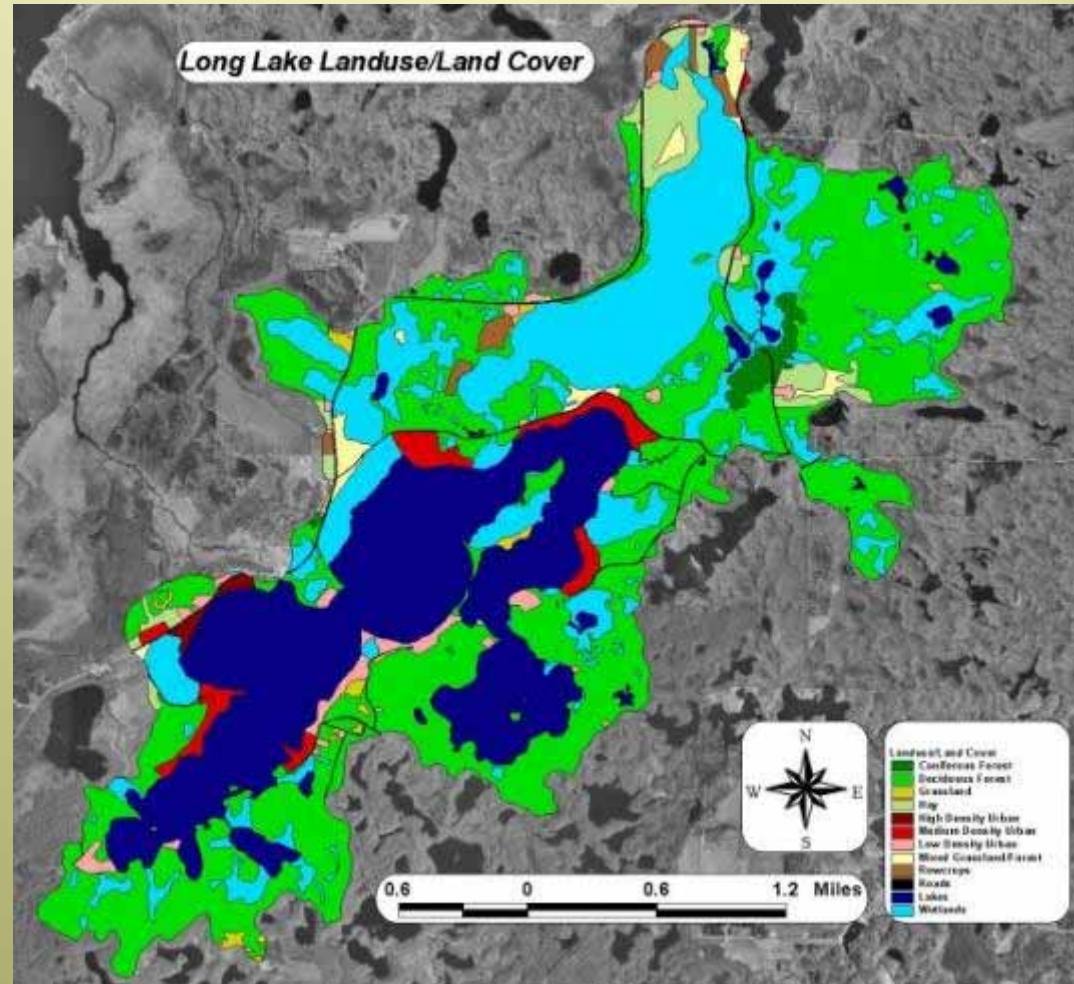 Long Lake Landuse/Land Cover
N
W E
S
Landuse/Land Cover
Coniferous Forest
Deciduous Forest
Grassland
Hay
High Density Urban
Medium Density Urban
Low Density Urban
Mixed Grassland/Forest
Rowcrops
Roads
Lakes
Wetlands
0.6 0 0.6 1.2 Miles